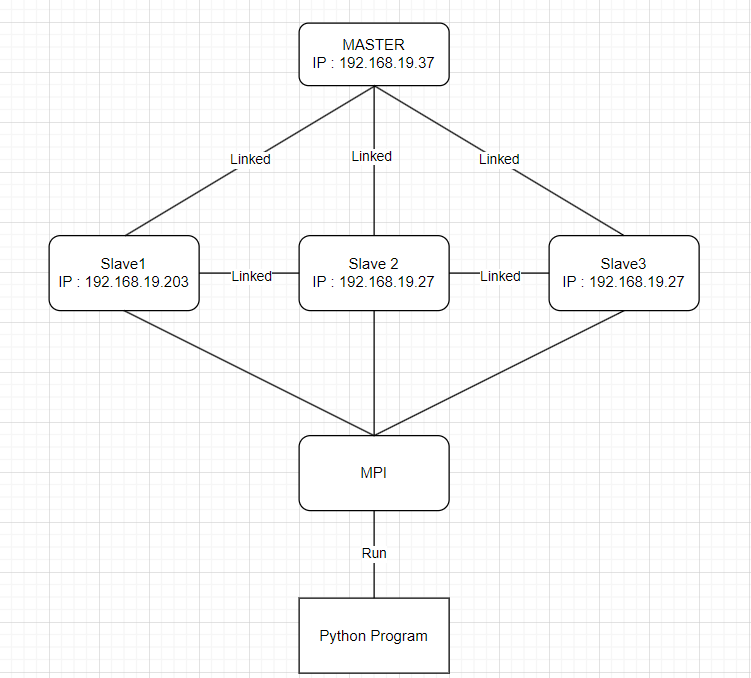 MASTER
IP : 192.168.19.37
Linked
Linked
Linked
Slave1
IP : 192.168.19.203
Linked
Slave 2
IP : 192.168.19.27
Linked
Slave3
IP : 192.168.19.27
MPI
Run
Python Program